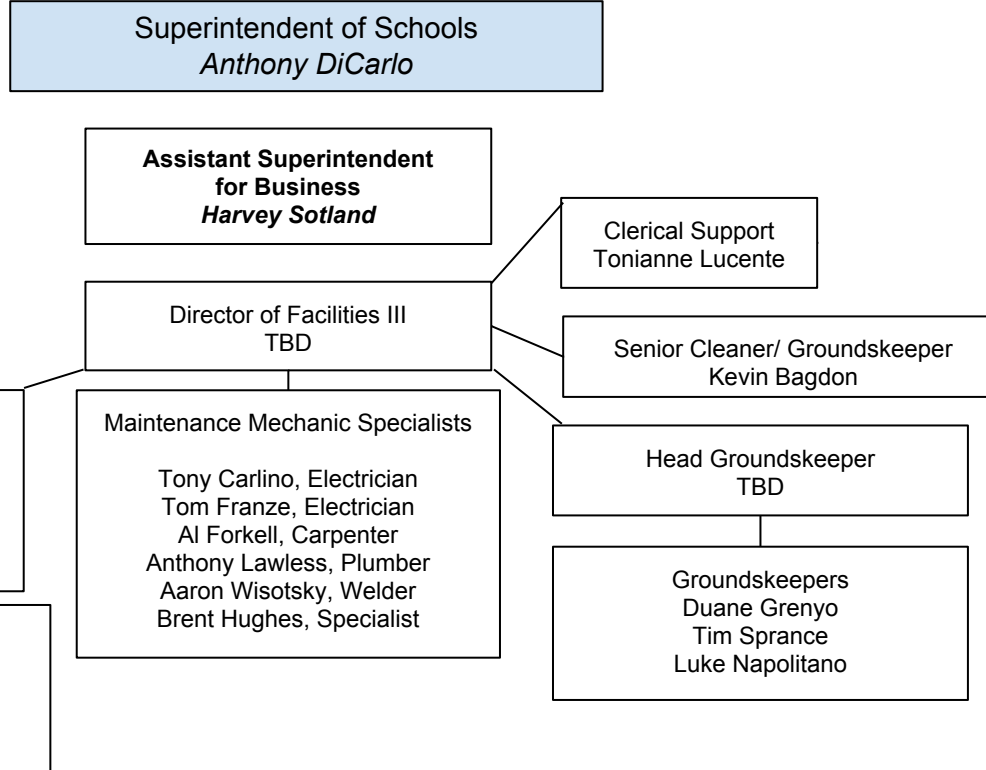 Superintendent of Schools
Anthony DiCarlo
Assistant Superintendent
for Business
Harvey Sotland
Clerical Support
Tonianne Lucente
Director of Facilities III
TBD
Senior Cleaner/ Groundskeeper
Kevin Bagdon
Maintenance Mechanic Specialists
Tony Carlino, Electrician
Tom Franze, Electrician
Al Forkell, Carpenter
Anthony Lawless, Plumber
Aaron Wisotsky, Welder
Brent Hughes, Specialist
Head Groundskeeper
TBD
Groundskeepers
Duane Grenyo
Tim Sprance
Luke Napolitano